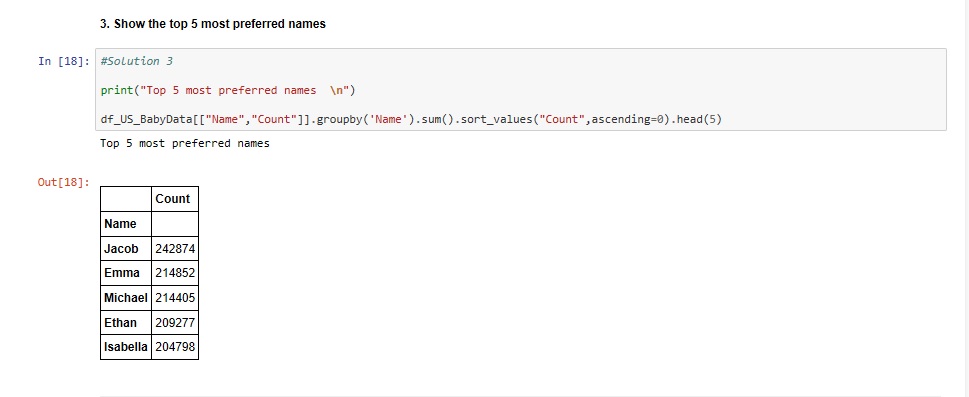 3. Show the top 5 most preferred names
In [18]: #Solution 3
print("Top 5 most preferred names  \n")
df_US_BabyData[["Name","Count"]].groupby('Name').sum().sort_values("Count",ascending=0).head(5)
Top 5 most preferred names
Out[18]:
Count
Name
Jacob 242874
Emma 214852
Michael 214405
Ethan 209277
Isabella 204798